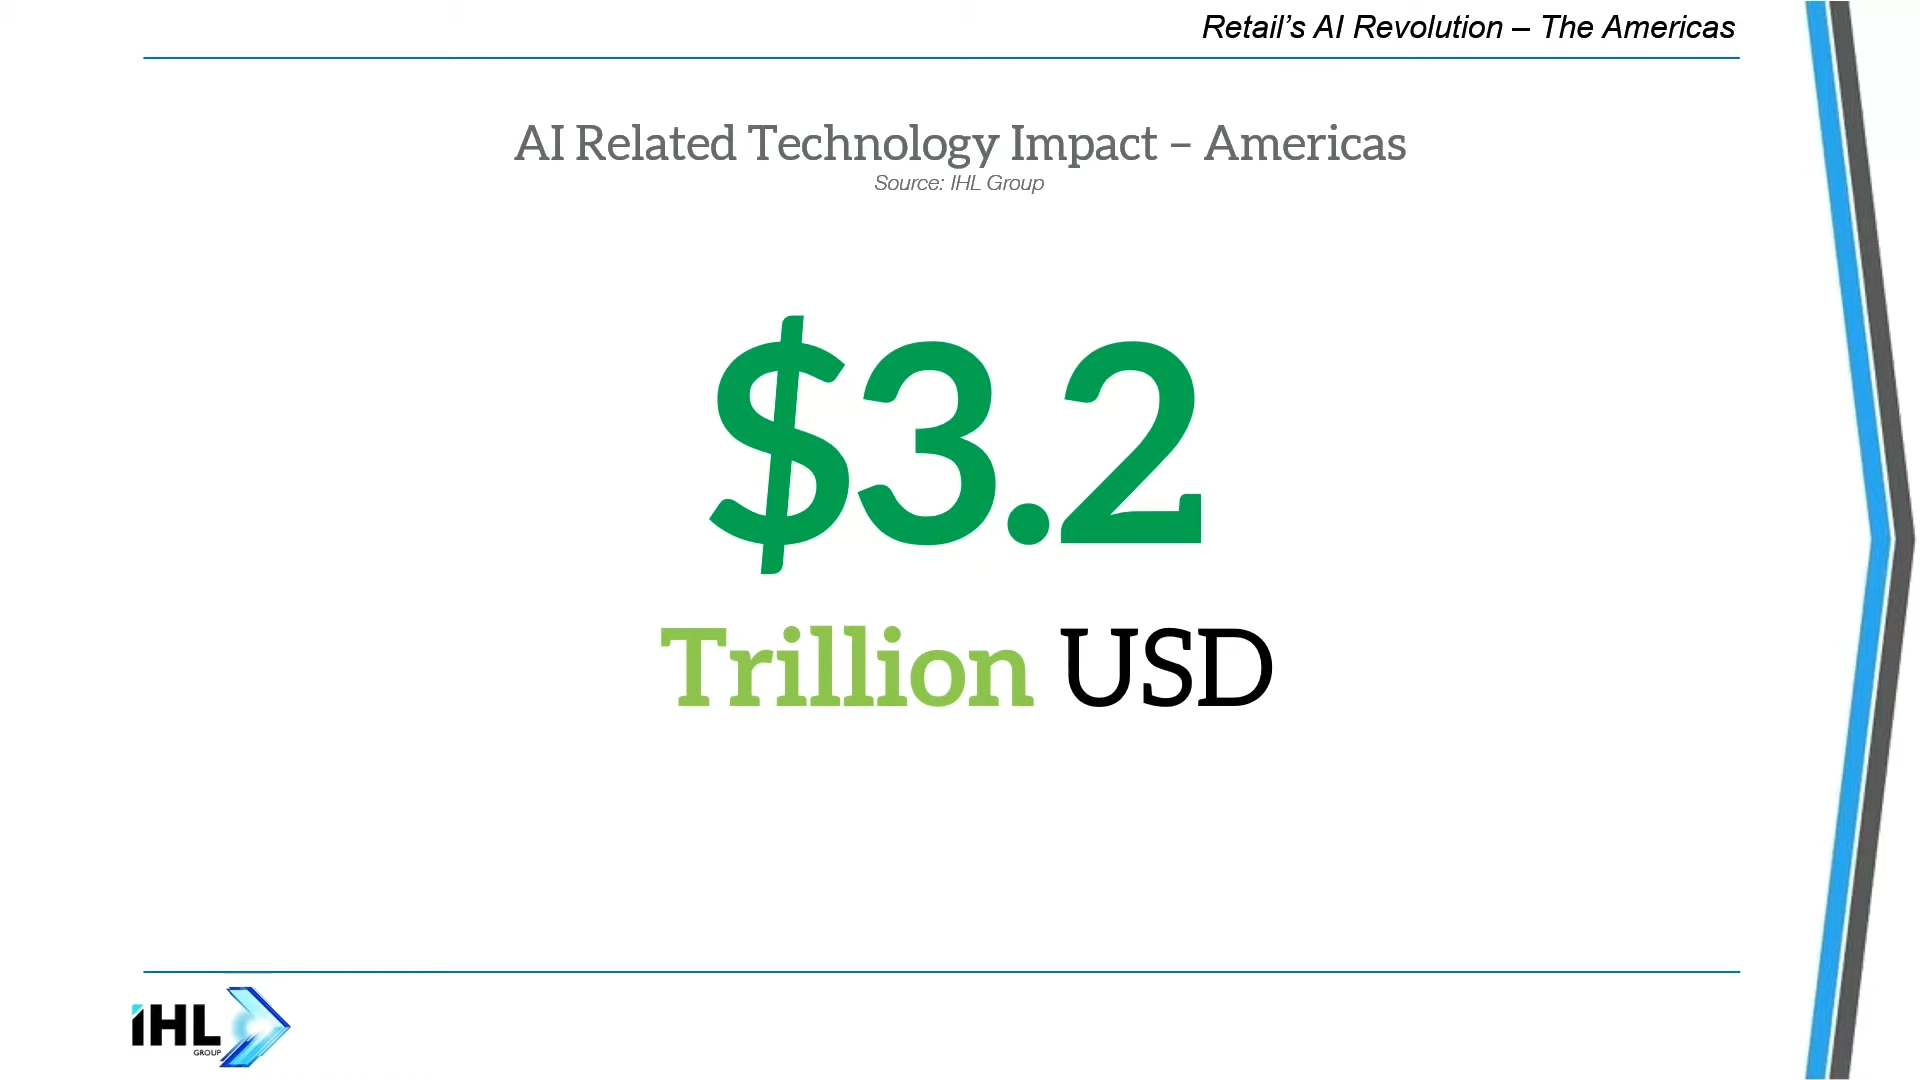 Retail’s AI Revolution – The Americas
AI Related Technology Impact – Americas
Source: IHL Group
$3.2
Trillion USD
iHL
GROUP